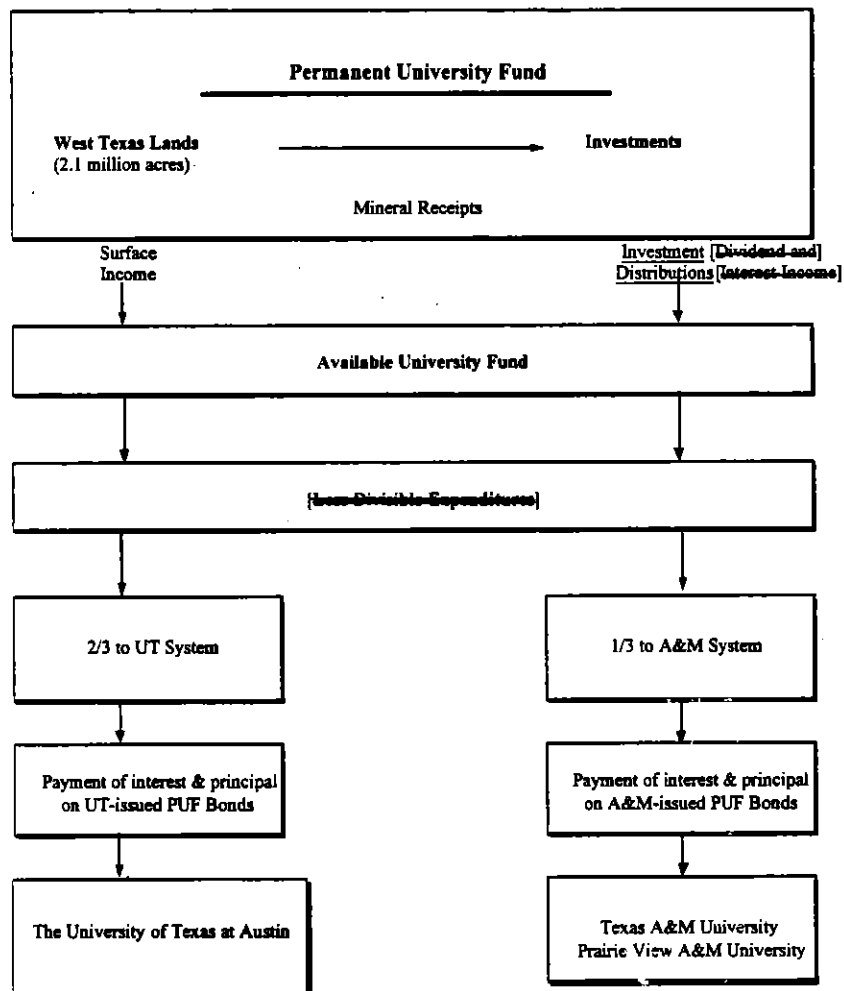 Permanent University Fund
West Texas Lands
(2.1 million acres)
Investments
Mineral Receipts
Surface
Income
Investment [Dividend and]
Distributions [Interest Income]
Available University Fund
[Less Divisible Expenditures]
2/3 to UT System
1/3 to A&M System
Payment of interest & principal
on UT-issued PUF Bonds
Payment of interest & principal
on A&M-issued PUF Bonds
The University of Texas at Austin
Texas A&M University
Prairie View A&M University